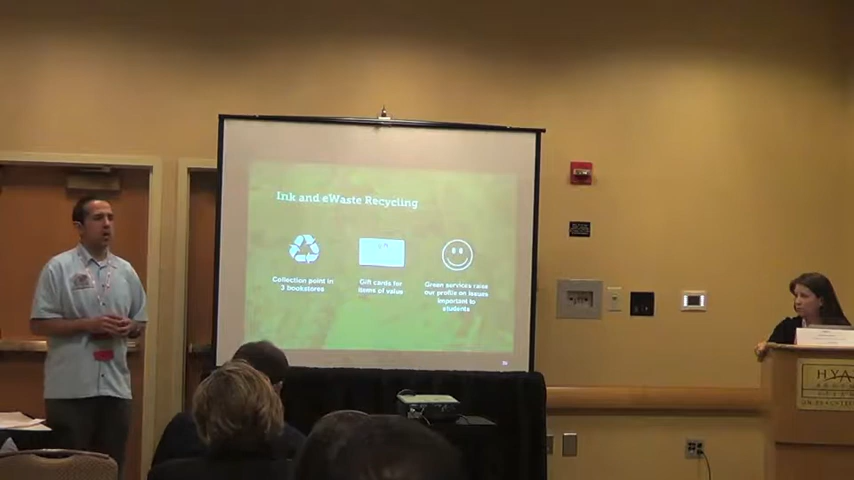 Ink and eWaste Recycling
Collection point in
3 bookstores
Gift cards for
items of value
Green services raise
our profile on issues
important to
students
HYA